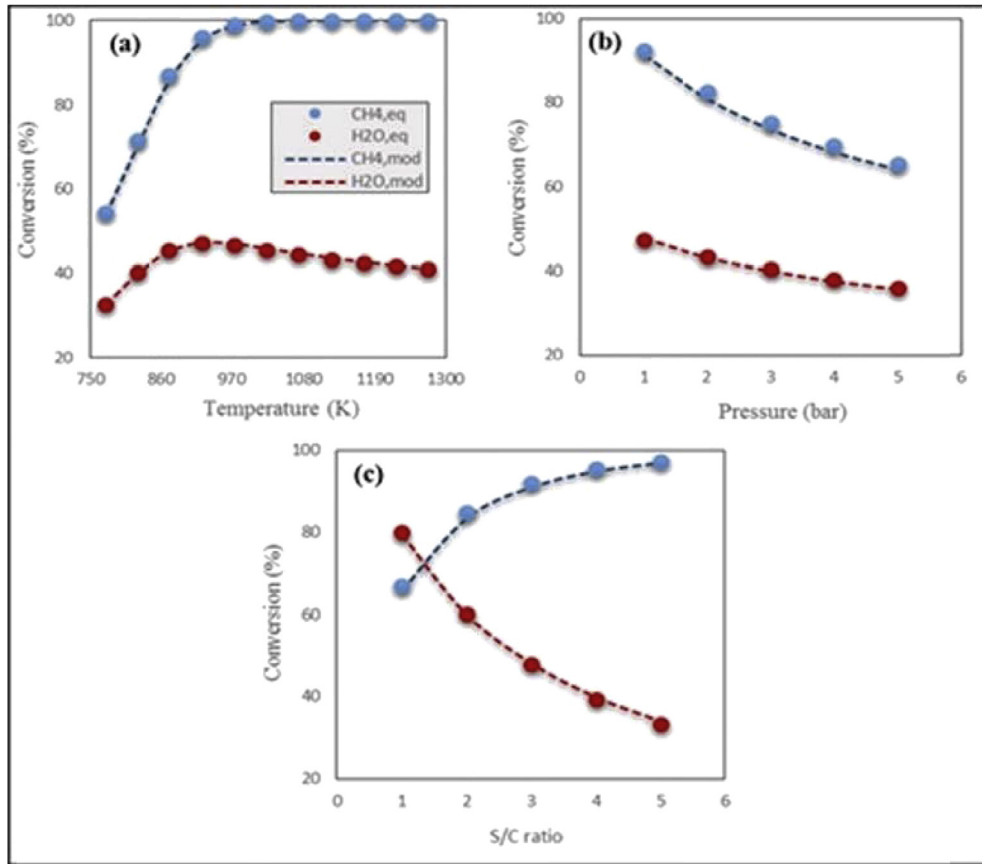 (a)
100
80
60
40
20
Conversion (%)
CH4,eq
H2O,eq
CH4,mod
H2O,mod
750 860 970 1080 1190 1300
Temperature (K)
(b)
100
80
60
40
20
Conversion (%)
0 1 2 3 4 5 6
Pressure (bar)
(c)
100
80
60
40
20
Conversion (%)
0 1 2 3 4 5 6
S/C ratio